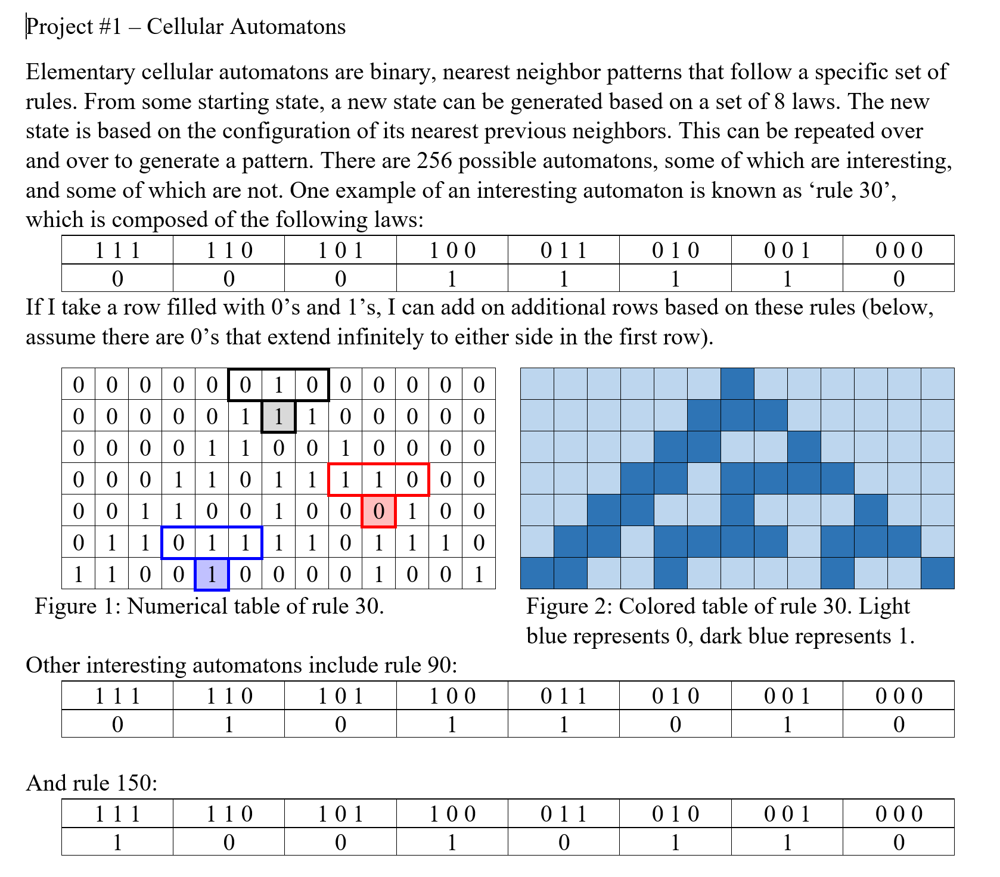 Project #1 – Cellular Automatons
Elementary cellular automatons are binary, nearest neighbor patterns that follow a specific set of
rules. From some starting state, a new state can be generated based on a set of 8 laws. The new
state is based on the configuration of its nearest previous neighbors. This can be repeated over
and over to generate a pattern. There are 256 possible automatons, some of which are interesting,
and some of which are not. One example of an interesting automaton is known as ‘rule 30’,
which is composed of the following laws:
1 1 1 1 1 0 1 0 1 1 0 0 0 1 1 0 1 0 0 0 1 0 0 0
0 0 0 1 1 1 1 0
If I take a row filled with 0’s and 1’s, I can add on additional rows based on these rules (below,
assume there are 0’s that extend infinitely to either side in the first row).
0 0 0 0 0 0 1 0 0 0 0 0 0
0 0 0 0 0 1 1 1 0 0 0 0 0
0 0 0 0 1 1 0 0 1 0 0 0 0
0 0 0 1 1 0 1 1 1 1 0 0 0
0 0 1 1 0 0 1 0 0 0 1 0 0
0 1 1 0 1 1 1 1 0 1 1 1 0
1 1 0 0 1 0 0 0 0 1 0 0 1
Figure 1: Numerical table of rule 30.
Figure 2: Colored table of rule 30. Light
blue represents 0, dark blue represents 1.
Other interesting automatons include rule 90:
1 1 1 1 1 0 1 0 1 1 0 0 0 1 1 0 1 0 0 0 1 0 0 0
0 1 0 1 1 0 1 0
And rule 150:
1 1 1 1 1 0 1 0 1 1 0 0 0 1 1 0 1 0 0 0 1 0 0 0
1 0 0 1 0 1 1 0